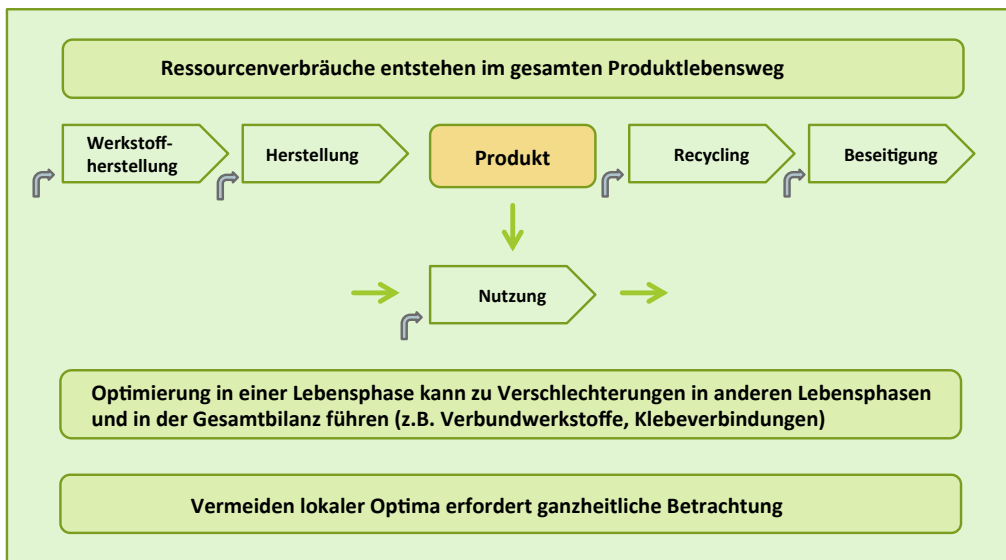 Ressourcenverbräuche entstehen im gesamten Produktlebensweg
Werkstoff-
herstellung
Herstellung
Produkt
Recycling
Beseitigung
Nutzung
Optimierung in einer Lebensphase kann zu Verschlechterungen in anderen Lebensphasen
und in der Gesamtbilanz führen (z.B. Verbundwerkstoffe, Klebeverbindungen)
Vermeiden lokaler Optima erfordert ganzheitliche Betrachtung